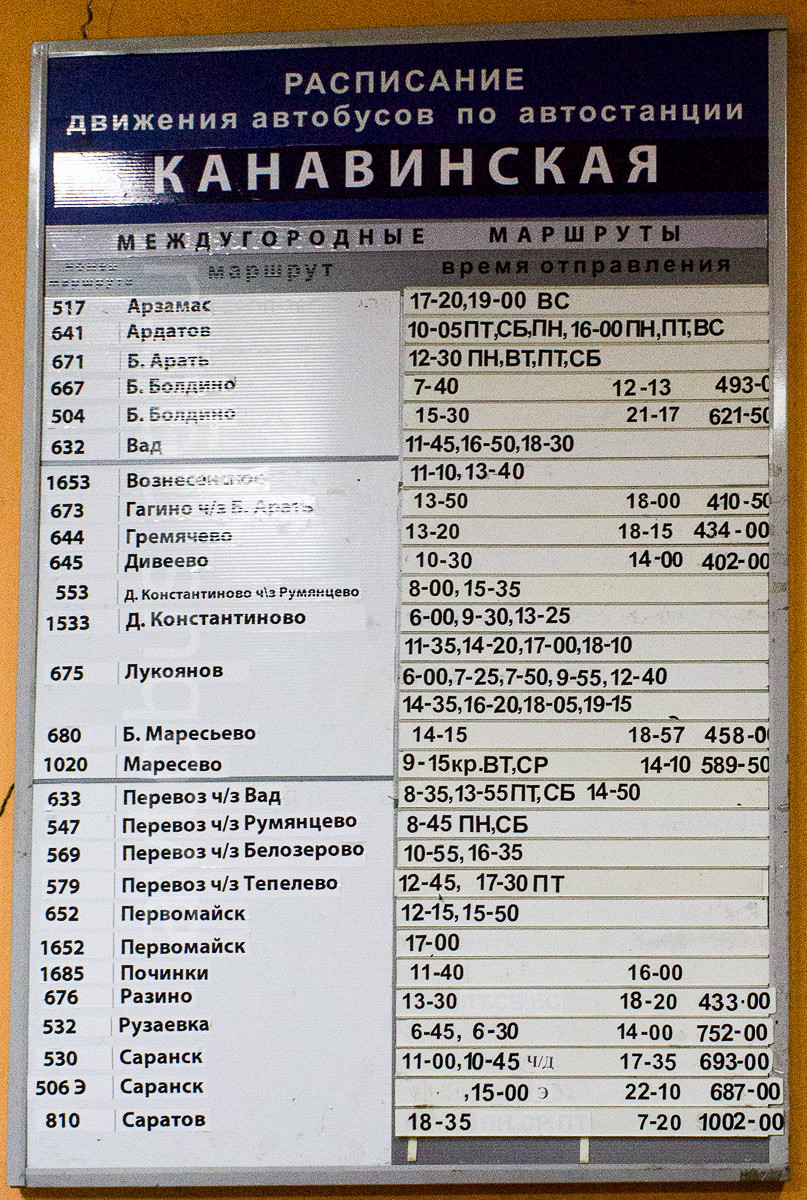 РАСПИСАНИЕ
движения автобусов по автостанции
КАНАВИНСКАЯ
МЕЖДУГОРОДНЫЕ МАРШРУТЫ
маршрут время отправления
517 Арзамас 17-20,19-00 ВС
641 Ардатов 10-05ПТ,СБ,ПН, 16-00ПН,ПТ,ВС
671 Б. Арать 12-30 ПН,ВТ,ПТ,СБ
667 Б. Болдино 7-40 12-13 493-0
504 Б. Болдино 15-30 21-17 621-50
632 Вад 11-45,16-50,18-30
1653 Вознесенское 11-10,13-40
673 Гагино ч/з Б. Арать 13-50 18-00 410-50
644 Гремячево 13-20 18-15 434-00
645 Дивеево 10-30 14-00 402-00
553 Д. Константиново ч\з Румянцево 8-00,15-35
1533 Д. Константиново 6-00,9-30,13-25
11-35,14-20,17-00,18-10
675 Лукоянов 6-00,7-25,7-50,9-55,12-40
14-35,16-20,18-05,19-15
680 Б. Маресьево 14-15 18-57 458-00
1020 Маресево 9-15кр.ВТ,СР 14-10 589-50
633 Перевоз ч/з Вад 8-35,13-55ПТ,СБ 14-50
547 Перевоз ч/з Румянцево 8-45 ПН,СБ
569 Перевоз ч/з Белозерово 10-55, 16-35
579 Перевоз ч/з Тепелево 12-45, 17-30 ПТ
652 Первомайск 12-15,15-50
1652 Первомайск 17-00
1685 Починки 11-40 16-00
676 Разино 13-30 18-20 433-00
532 Рузаевка 6-45, 6-30 14-00 752-00
530 Саранск 11-00,10-45 Ч/Д 17-35 693-00
506 Э Саранск ,15-00 Э 22-10 687-00
810 Саратов 18-35 7-20 1002-00